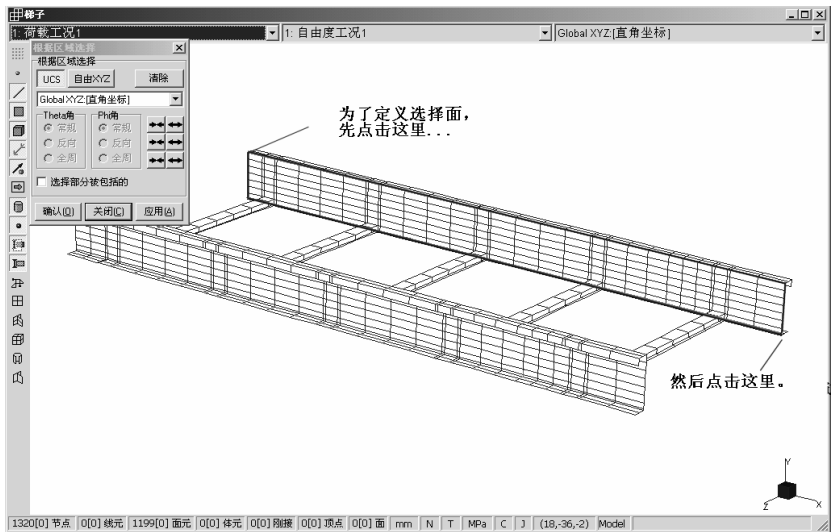 梯子
1: 荷载工况1
1: 自由度工况1
Global XYZ:[直角坐标]
根据区域选择
根据区域选择
UCS
自由XYZ
清除
Global XYZ:[直角坐标]
Theta角
Phi角
常规
常规
反向
反向
全周
全周
选择部分被包括的
确认(O)
关闭(C)
应用(A)
为了定义选择面，
先点击这里...
然后点击这里。
Y
Z
X
1320[0] 节点
0[0] 线元
1199[0] 面元
0[0] 体元
0[0] 刚接
0[0] 顶点
0[0] 面
mm
N
T
MPa
C
J
(18,-36,-2)
Model